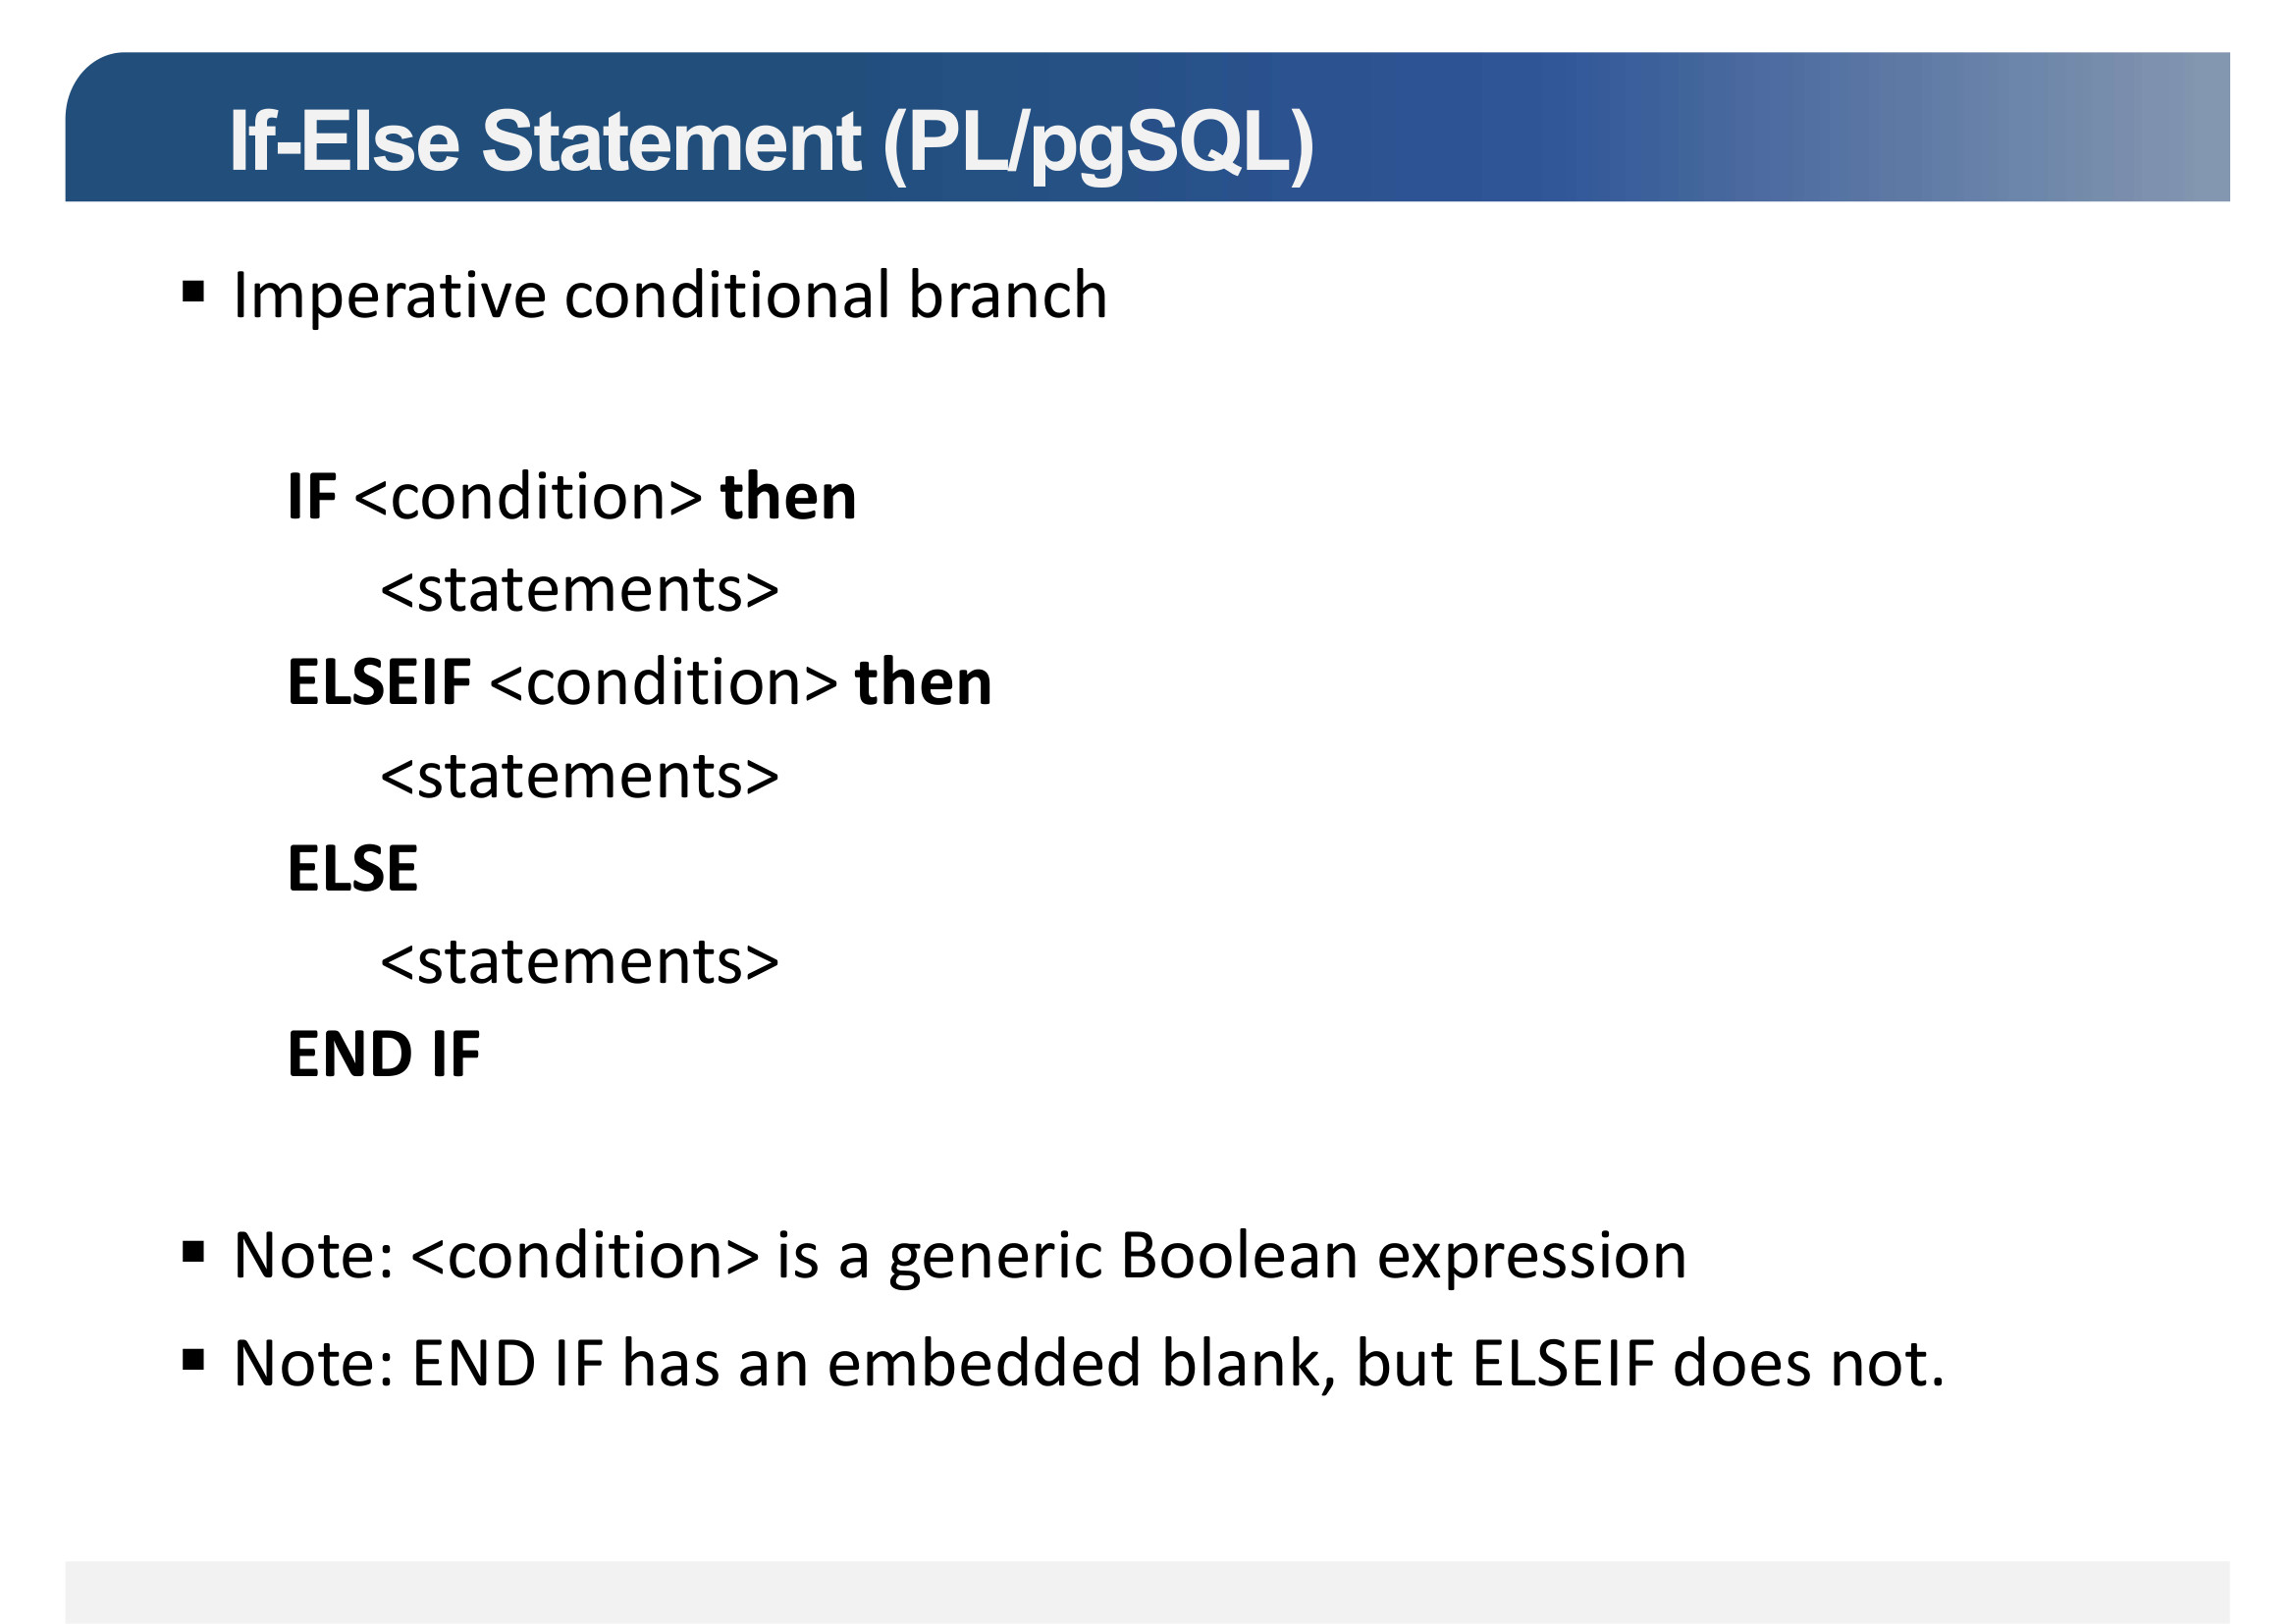 If-Else Statement (PL/pgSQL)
▪ Imperative conditional branch
IF <condition> then
<statements>
ELSEIF <condition> then
<statements>
ELSE
<statements>
END IF
▪ Note: <condition> is a generic Boolean expression
▪ Note: END IF has an embedded blank, but ELSEIF does not.